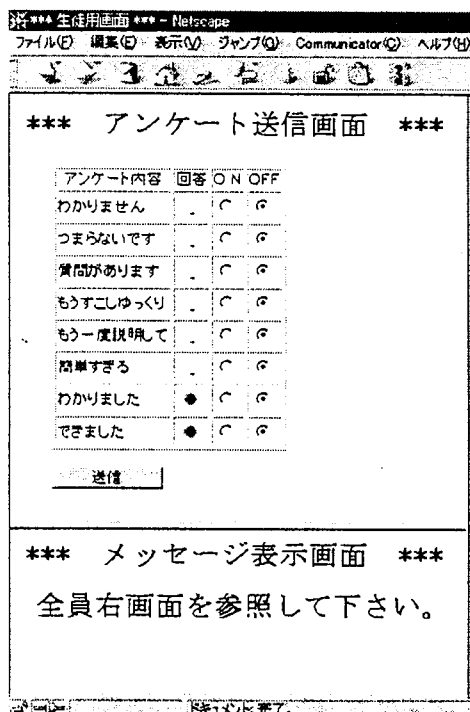 *** 生徒用画面 *** - Netscape
ファイル(F) 編集(E) 表示(V) ジャンプ(G) Communicator(C) ヘルプ(H)
*** アンケート送信画面 ***
アンケート内容 回答 ON OFF
わかりません
つまらないです
質問があります
もうすこしゆっくり
もう一度説明して
簡単すぎる
わかりました
できました
送信
*** メッセージ表示画面 ***
全員右画面を参照して下さい。
ドキュメント: 完了。